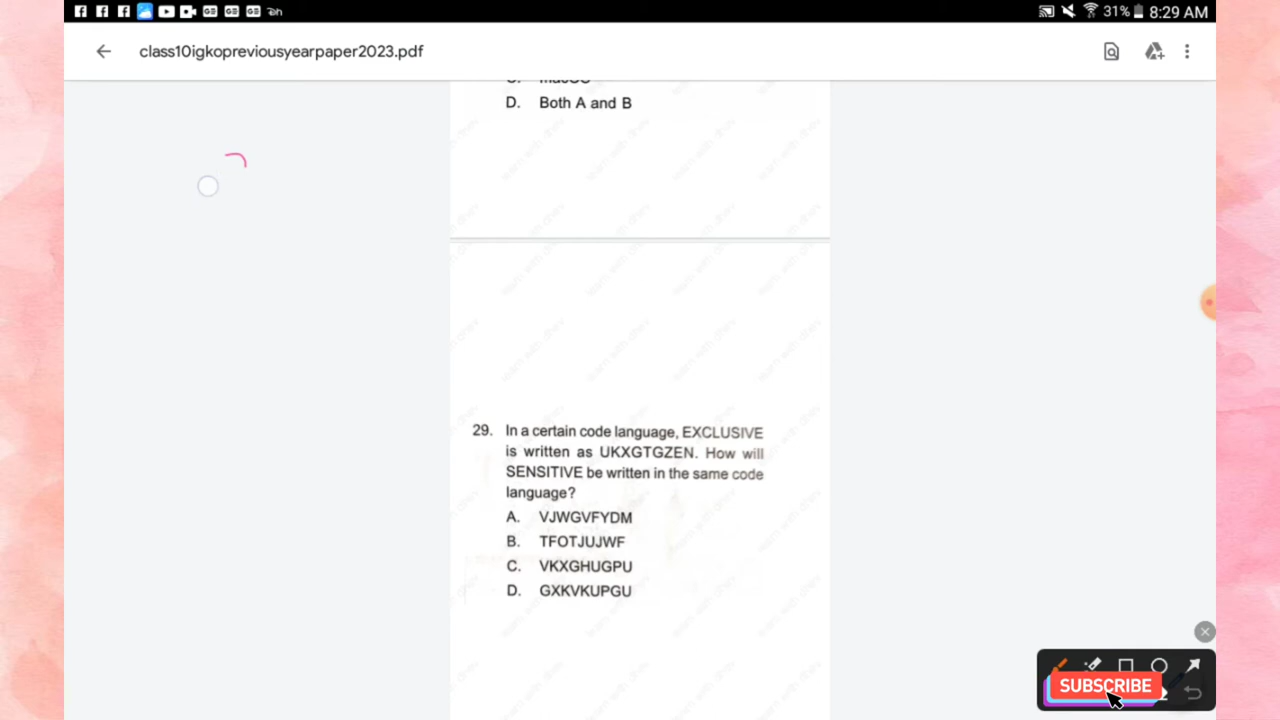 31% 8:29 AM
class10igkopreviousyearpaper2023.pdf
D. Both A and B
29. In a certain code language, EXCLUSIVE
is written as UKXGTGZEN. How will
SENSITIVE be written in the same code
language?
A. VJWGVFYDM
B. TFOTJUJWF
C. VKXGHUGPU
D. GXKVKUPGU
SUBSCRIBE